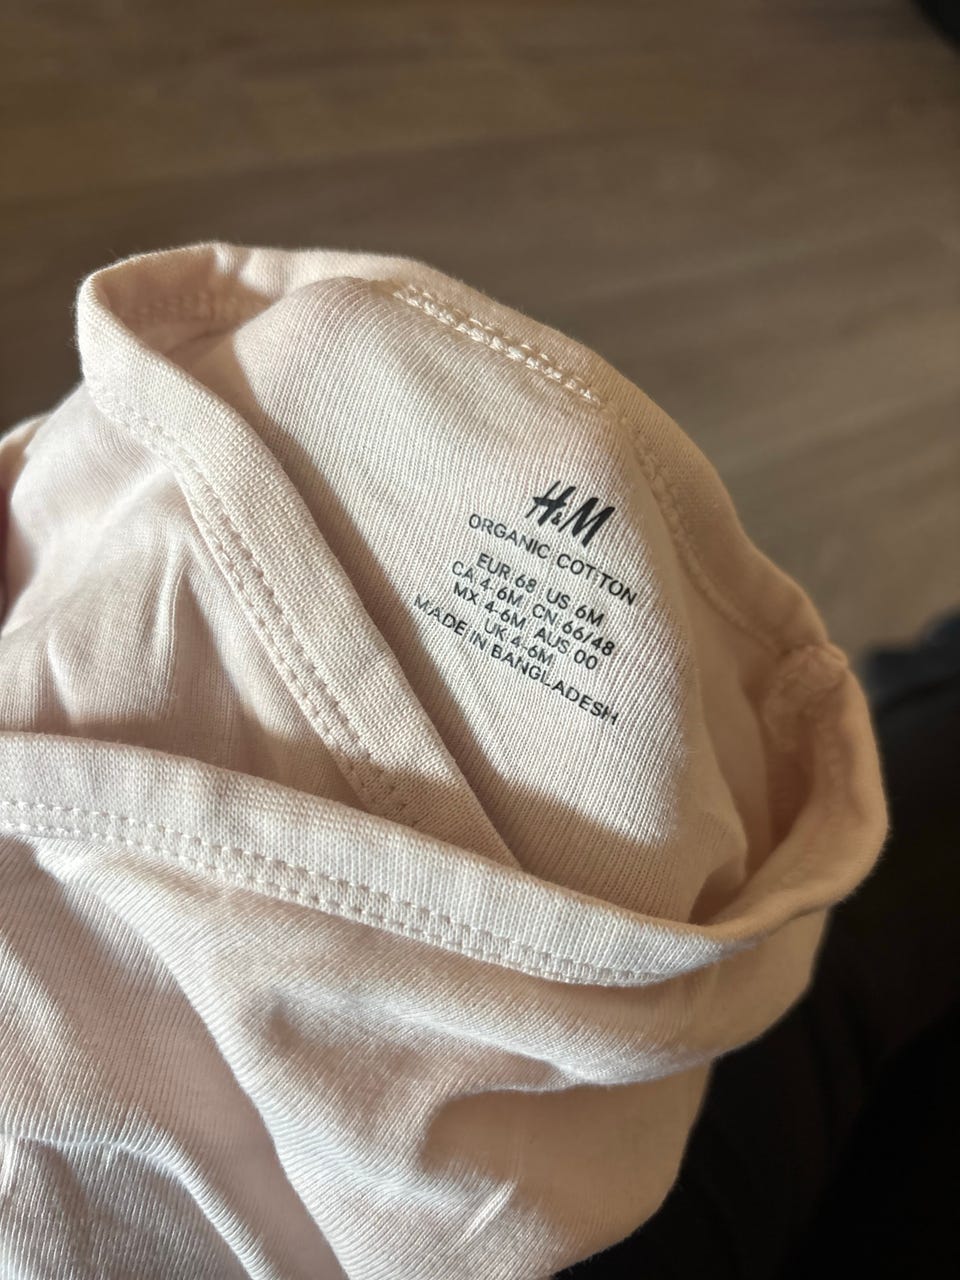 H&M
ORGANIC COTTON
EUR 68 US 6M
CA 4-6M CN 66/48
MX 4-6M AUS 00
UK 4-6M
MADE IN BANGLADESH